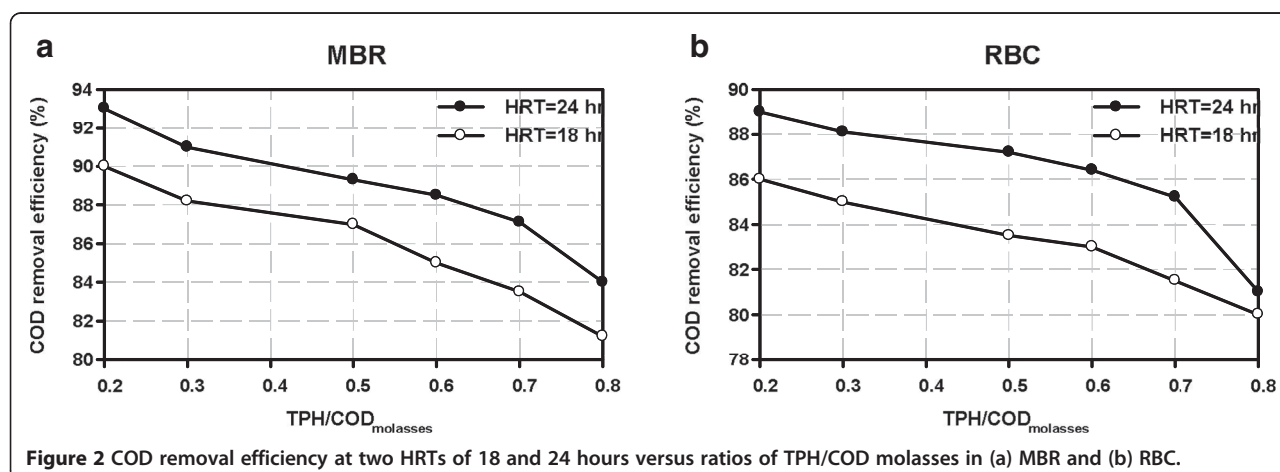 a
MBR
COD removal efficiency (%)
94
92
90
88
86
84
82
80
HRT=24 hr
HRT=18 hr
0.2 0.3 0.4 0.5 0.6 0.7 0.8
TPH/COD molasses
b
RBC
COD removal efficiency (%)
90
88
86
84
82
80
78
HRT=24 hr
HRT=18 hr
0.2 0.3 0.4 0.5 0.6 0.7 0.8
TPH/COD molasses
Figure 2 COD removal efficiency at two HRTs of 18 and 24 hours versus ratios of TPH/COD molasses in (a) MBR and (b) RBC.